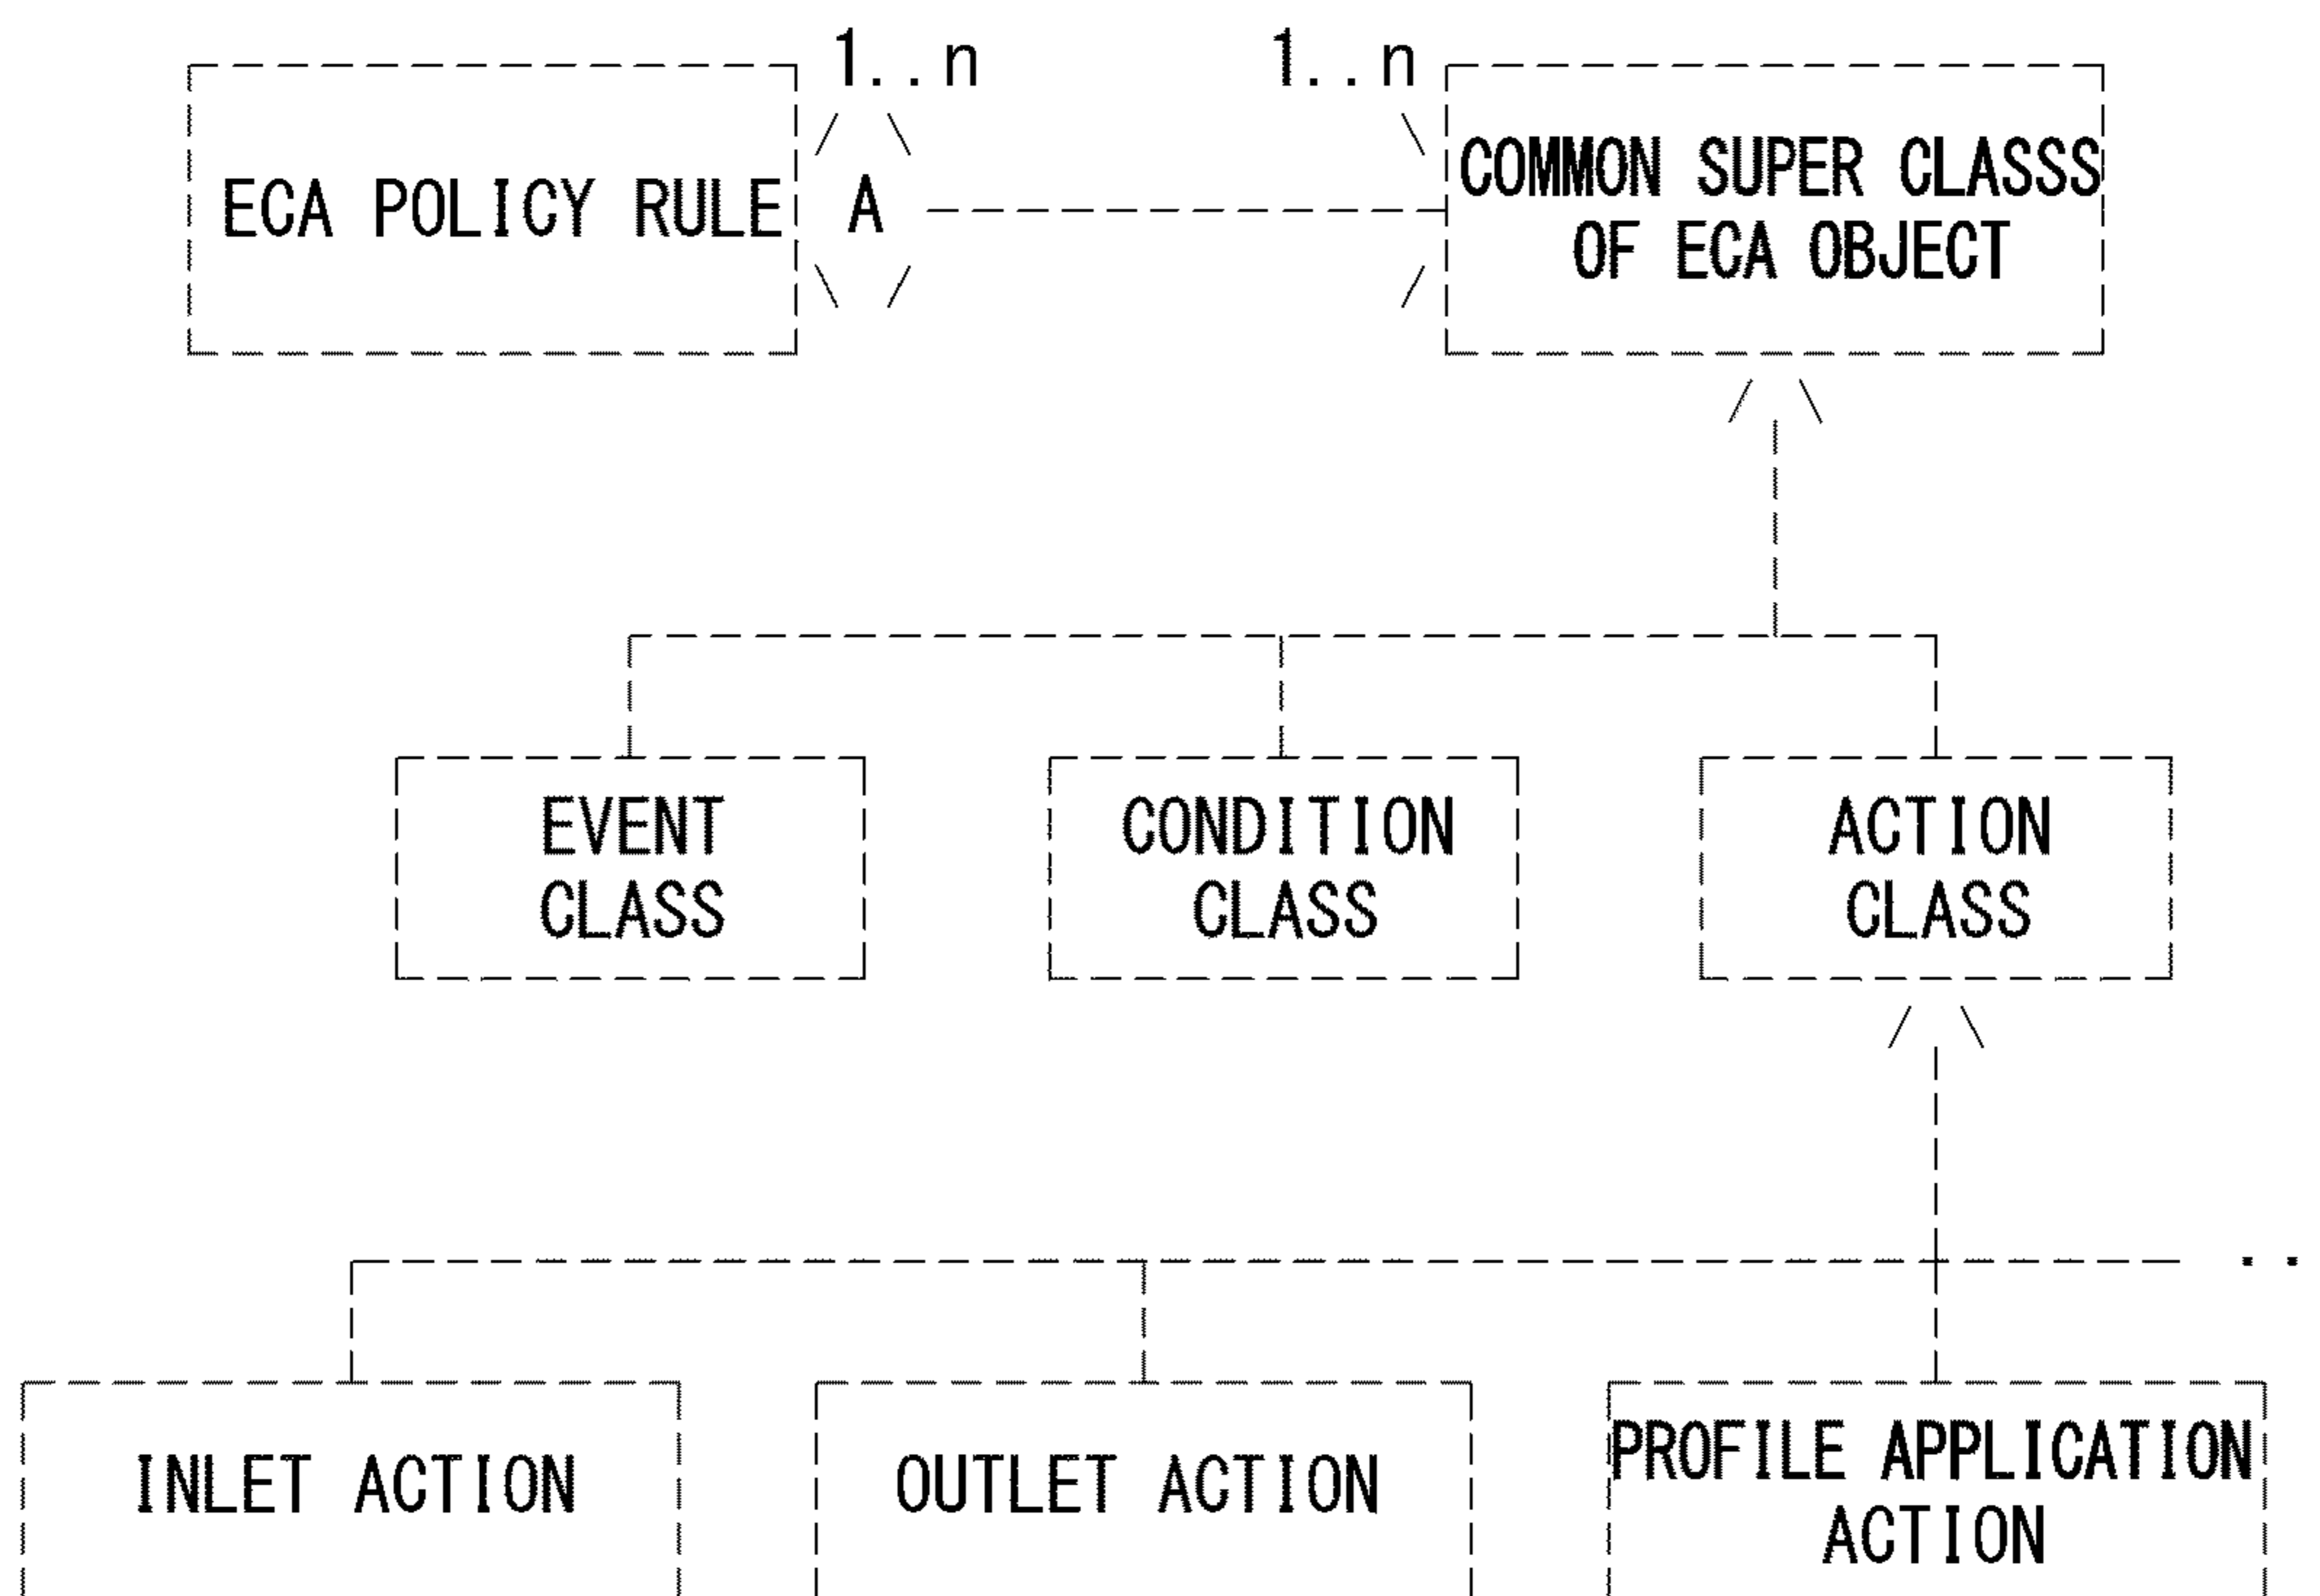 1..n 1..n
ECA POLICY RULE A
COMMON SUPER CLASSS
OF ECA OBJECT
EVENT
CLASS
CONDITION
CLASS
ACTION
CLASS
..
INLET ACTION
OUTLET ACTION
PROFILE APPLICATION
ACTION